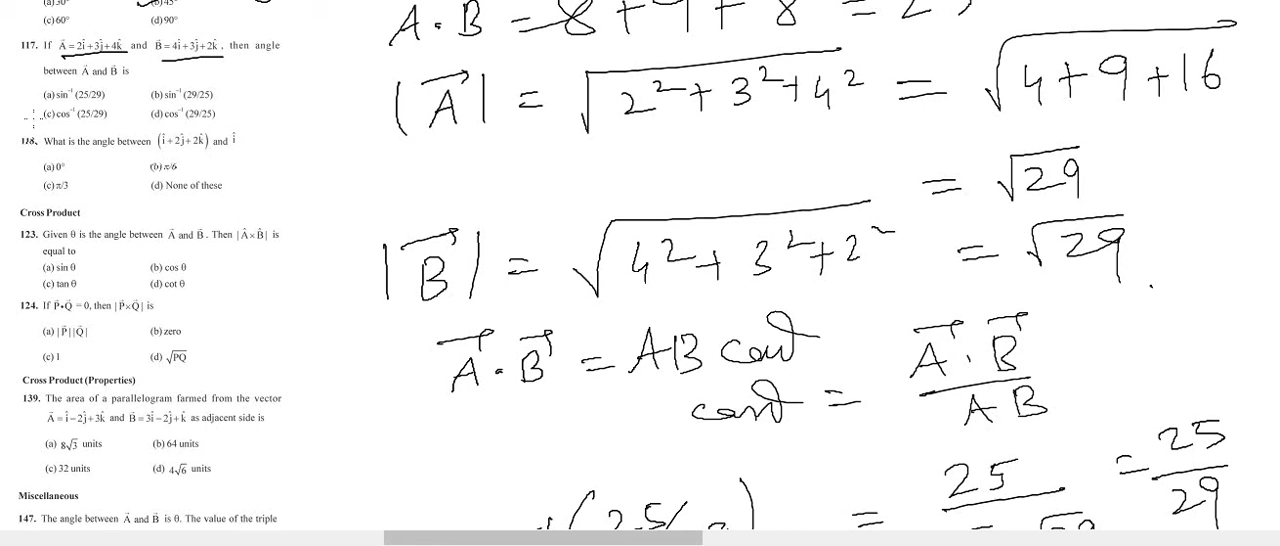 (a)30° (b)45°
(c)60° (d)90°
117. If A⃗ = 2î+3ĵ+4k̂ and B⃗ = 4î+3ĵ+2k̂ , then angle
between A⃗ and B⃗ is
(a) sin⁻¹ (25/29) (b) sin⁻¹ (29/25)
(c) cos⁻¹ (25/29) (d) cos⁻¹ (29/25)
118. What is the angle between (î+2ĵ+2k̂) and î
(a) 0° (b) π/6
(c) π/3 (d) None of these
Cross Product
123. Given θ is the angle between A⃗ and B⃗ . Then |Â×B̂| is
equal to
(a) sin θ (b) cos θ
(c) tan θ (d) cot θ
124. If P⃗•Q⃗ = 0, then |P⃗×Q⃗| is
(a) |P⃗||Q⃗| (b) zero
(c) 1 (d) √PQ
Cross Product (Properties)
139. The area of a parallelogram farmed from the vector
A⃗ = î−2ĵ+3k̂ and B⃗ = 3î−2ĵ+k̂ as adjacent side is
(a) 8√3 units (b) 64 units
(c) 32 units (d) 4√6 units
Miscellaneous
147. The angle between A⃗ and B⃗ is θ. The value of the triple
A.B = 8+9+8 =
|A⃗| = √2²+3²+4² = √4+9+16
= √29
|B⃗| = √4²+3²+2² = √29.
A⃗.B⃗ = AB cosθ
cosθ = A⃗.B⃗ / AB
= 25 = 25/29